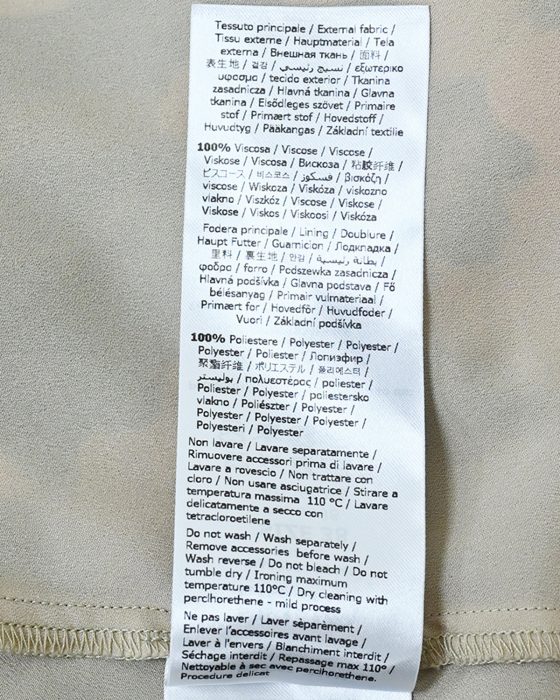 Tessuto principale / External fabric /
Tissu externe / Hauptmaterial / Tela
externa / Внешная ткань / 面料 /
表生地 / 겉감 / نسيج رئيسي / εξωτερικο
υφασμα / tecido exterior / Tkanina
zasadnicza / Hlavná tkanina / Glavna
tkanina / Elsődleges szövet / Primaire
stof / Primært stof / Hovedstoff /
Huvudtyg / Pääkangas / Základní textilie
100% Viscosa / Viscose / Viscose /
Viskose / Viscosa / Вискоза / 粘胶纤维 /
ビスコース / 비스코스 / فسكوز / βισκόζη /
viscose / Wiskoza / Viskóza / viskozno
vlakno / Viszkóz / Viscose / Viskose /
Viskose / Viskos / Viskoosi / Viskóza
Fodera principale / Lining / Doublure /
Haupt Futter / Guarnicion / Подкладка /
里料 / 裏生地 / 안감 / بطانة رئيسية /
φοδρα / forro / Podszewka zasadnicza /
Hlavná podšívka / Glavna podstava / Fő
bélésanyag / Primair vulmateriaal /
Primært for / Hovedfôr / Huvudfoder /
Vuori / Základní podšívka
100% Poliestere / Polyester / Polyester /
Polyester / Poliester / Лопиэфир /
聚酯纤维 / ポリエステル / 폴리에스터 /
بوليستر / πολυεστερας / poliester /
Poliester / Polyester / poliestersko
vlakno / Poliészter / Polyester /
Polyester / Polyester / Polyester /
Polyesteri / Polyester
Non lavare / Lavare separatamente /
Rimuovere accessori prima di lavare /
Lavare a rovescio / Non trattare con
cloro / Non usare asciugatrice / Stirare a
temperatura massima 110 °C / Lavare
delicatamente a secco con
tetracloroetilene
Do not wash / Wash separately /
Remove accessories before wash /
Wash reverse / Do not bleach / Do not
tumble dry / Ironing maximum
temperature 110°C / Dry cleaning with
perclhorethene - mild process
Ne pas laver / Laver sèparèment /
Enlever l'accessoires avant lavage /
Laver à l'envers / Blanchiment interdit /
Séchage interdit / Repassage max 110° /
Nettoyable à sec avec perclhorethene.
Procedure delicat